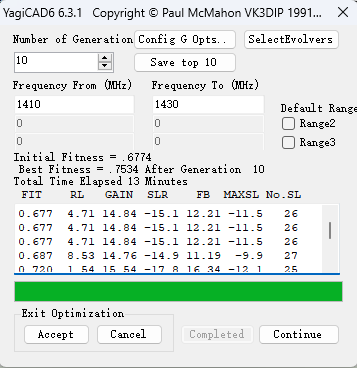 YagiCAD6 6.3.1 Copyright © Paul McMahon VK3DIP 1991...
Number of Generation Config G Opts.. SelectEvolvers
10 Save top 10
Frequency From (MHz) Frequency To (MHz)
1410 1430 Default Range
0 0 Range2
0 0 Range3
Initial Fitness = .6774
Best Fitness = .7534 After Generation 10
Total Time Elapsed 13 Minutes
FIT RL GAIN SLR FB MAXSL No.SL
0.677 4.71 14.84 -15.1 12.21 -11.5 26
0.677 4.71 14.84 -15.1 12.21 -11.5 26
0.677 4.71 14.84 -15.1 12.21 -11.5 26
0.687 8.53 14.76 -14.9 11.19 -9.9 27
0.720 1.54 15.54 -17.8 16.34 -12.1 25
Exit Optimization
Accept Cancel Completed Continue